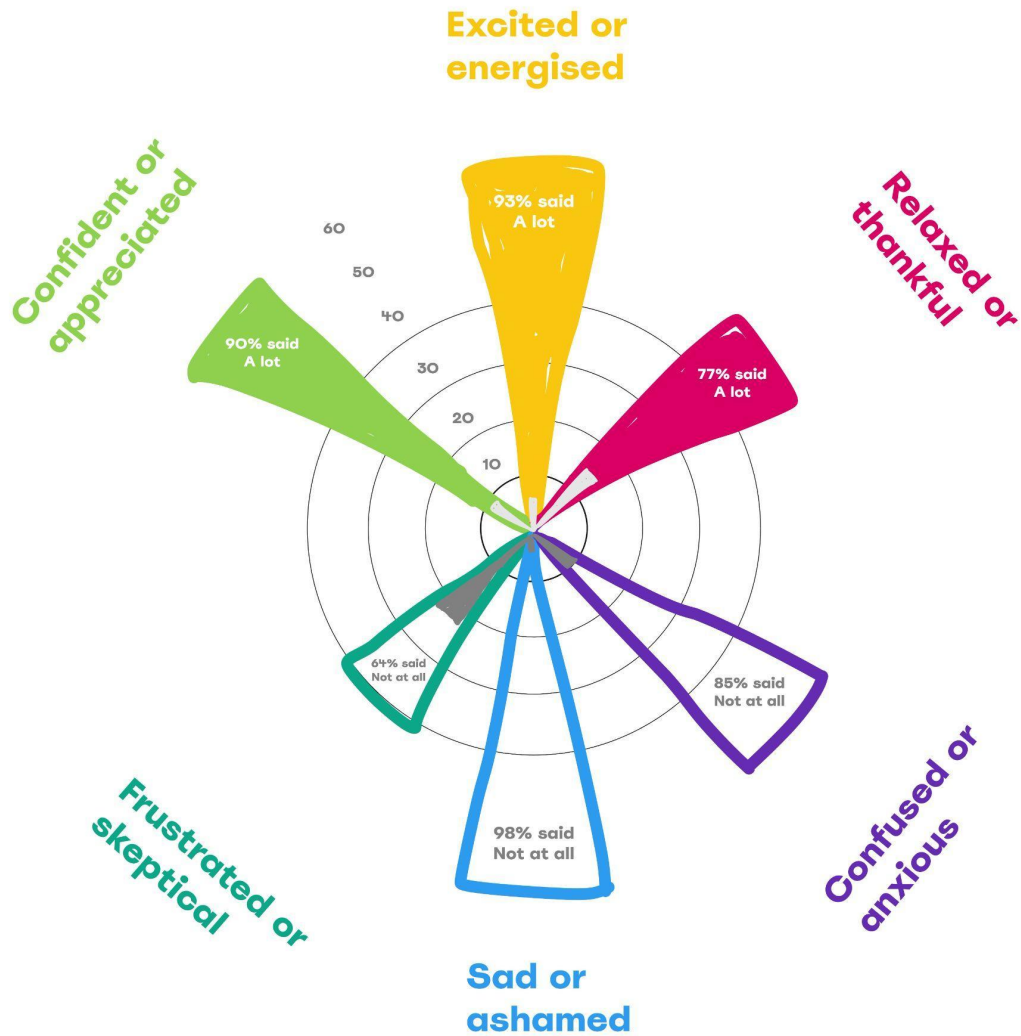 Excited or
energised
Confident or
appreciated
Relaxed or
thankful
60
50
40
30
20
10
93% said
A lot
90% said
A lot
77% said
A lot
64% said
Not at all
85% said
Not at all
98% said
Not at all
Frustrated or
skeptical
Confused or
anxious
Sad or
ashamed